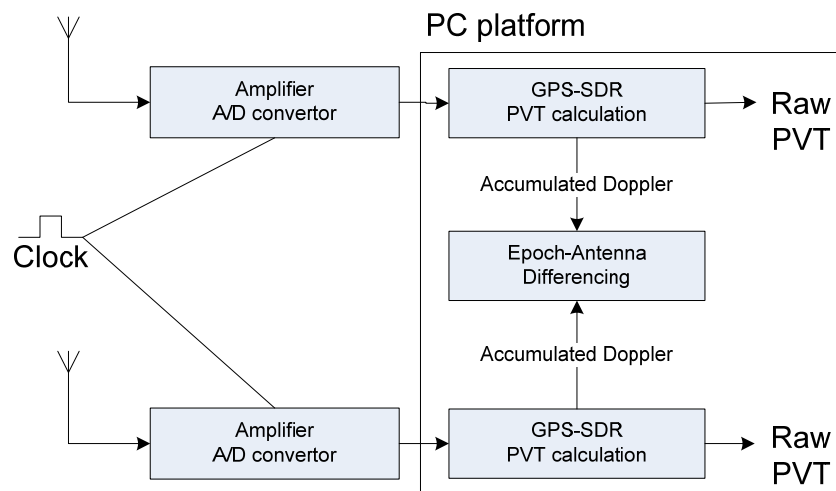 PC platform
Amplifier
A/D convertor
GPS-SDR
PVT calculation
Raw
PVT
Accumulated Doppler
Clock
Epoch-Antenna
Differencing
Accumulated Doppler
Amplifier
A/D convertor
GPS-SDR
PVT calculation
Raw
PVT